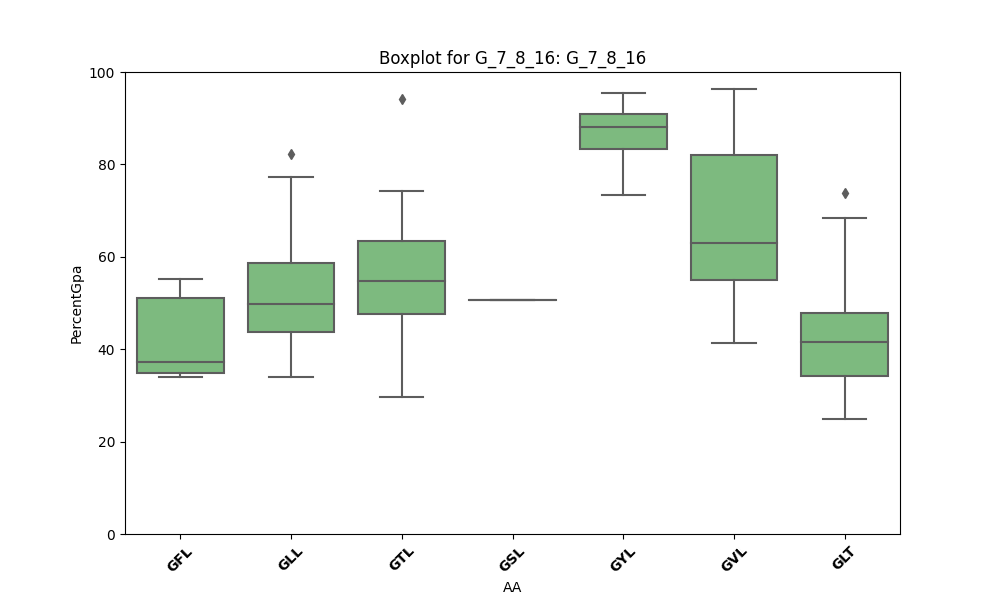 Boxplot for G_7_8_16: G_7_8_16
100
80
60
40
20
0
PercentGpa
GFL
GLL
GTL
GSL
GYL
GVL
GLT
AA